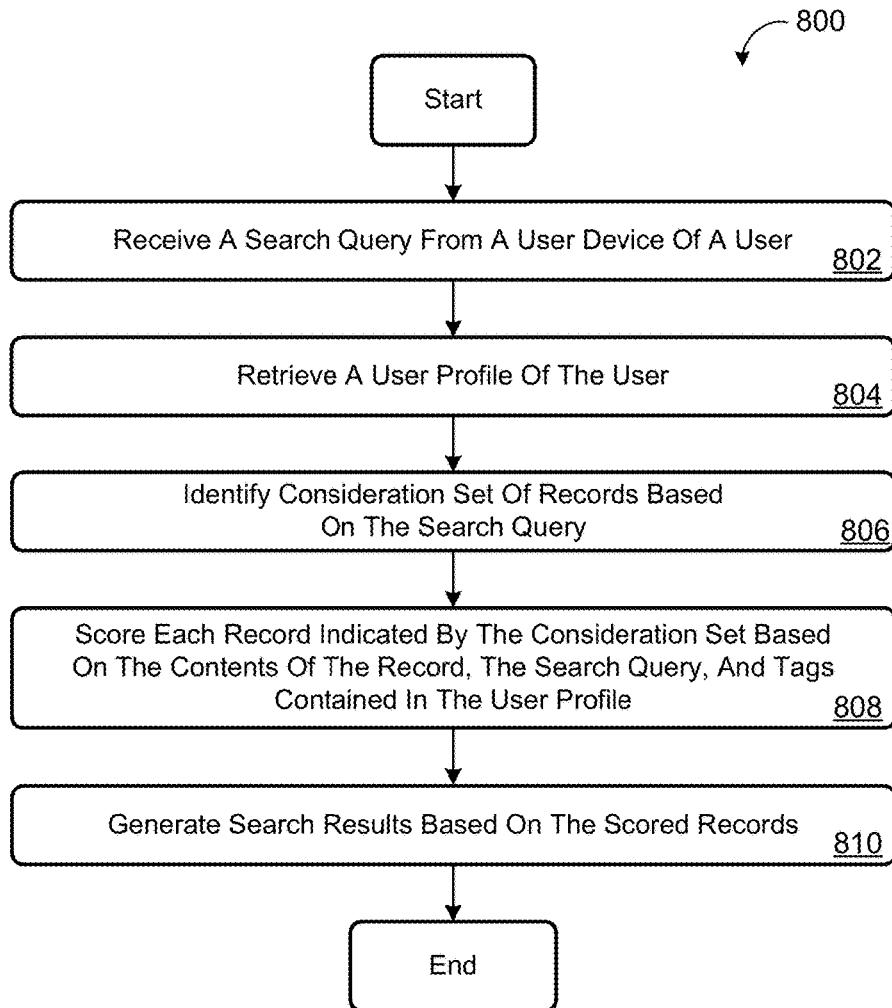 800
Start
Receive A Search Query From A User Device Of A User
802
Retrieve A User Profile Of The User
804
Identify Consideration Set Of Records Based
On The Search Query
806
Score Each Record Indicated By The Consideration Set Based
On The Contents Of The Record, The Search Query, And Tags
Contained In The User Profile
808
Generate Search Results Based On The Scored Records
810
End